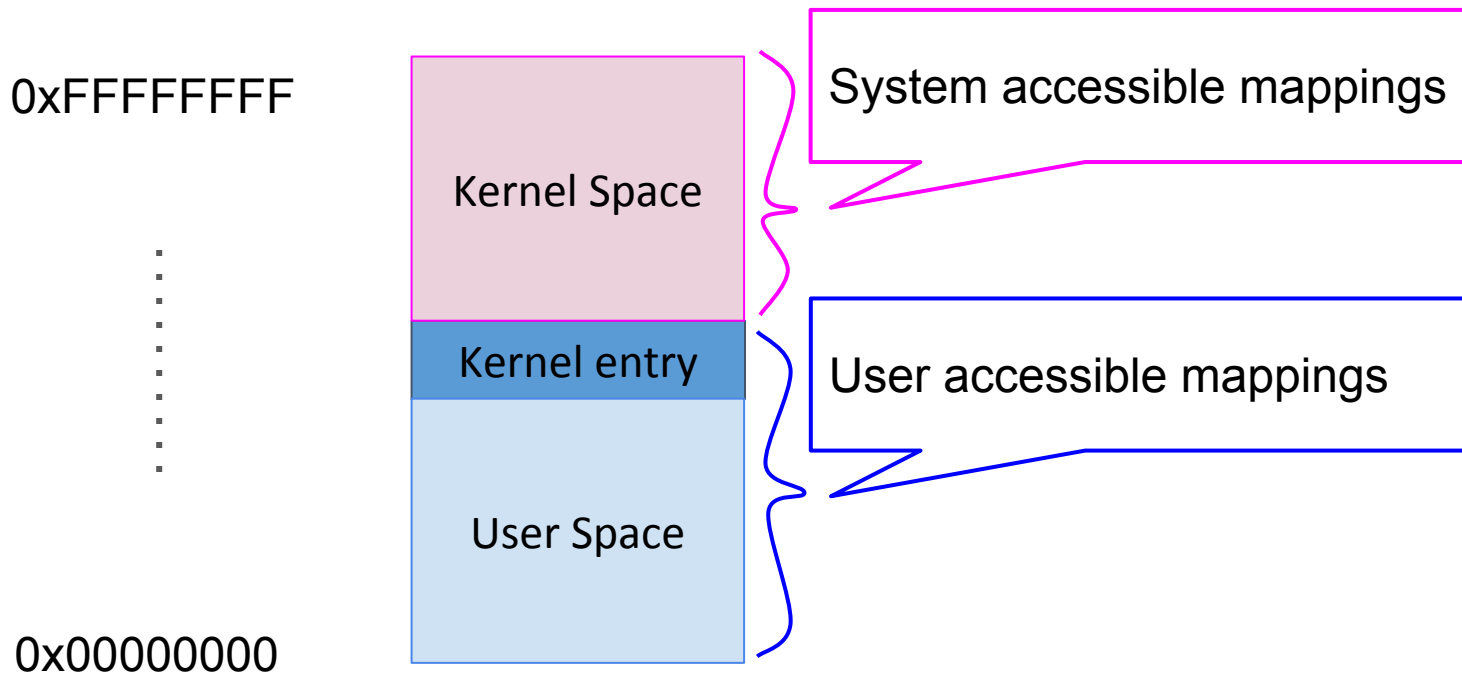 0xFFFFFFFF
System accessible mappings
Kernel Space
Kernel entry
User accessible mappings
User Space
0x00000000